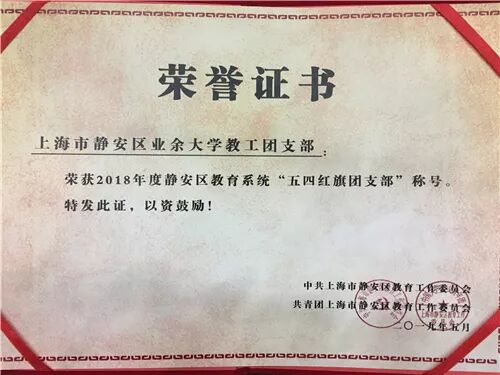 荣誉证书
上海市静安区业余大学教工团支部：
荣获2018年度静安区教育系统“五四红旗团支部”称号。
特发此证，以资鼓励！
中共上海市静安区教育工作委员会
共青团上海市静安区教育工作委员会
二〇一九年五月